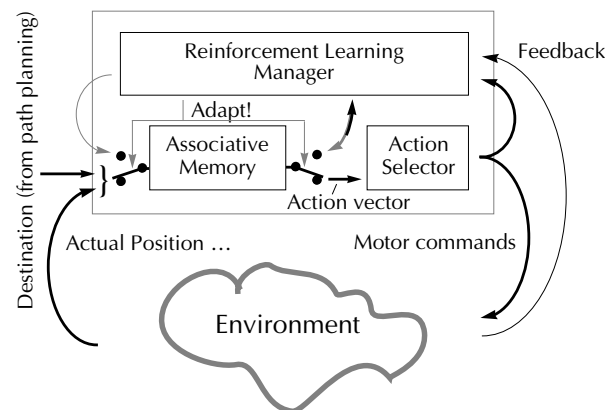 Destination (from path planning)
Reinforcement Learning
Manager
Feedback
Adapt!
Associative
Memory
Action
Selector
}
Action vector
Actual Position …
Motor commands
Environment